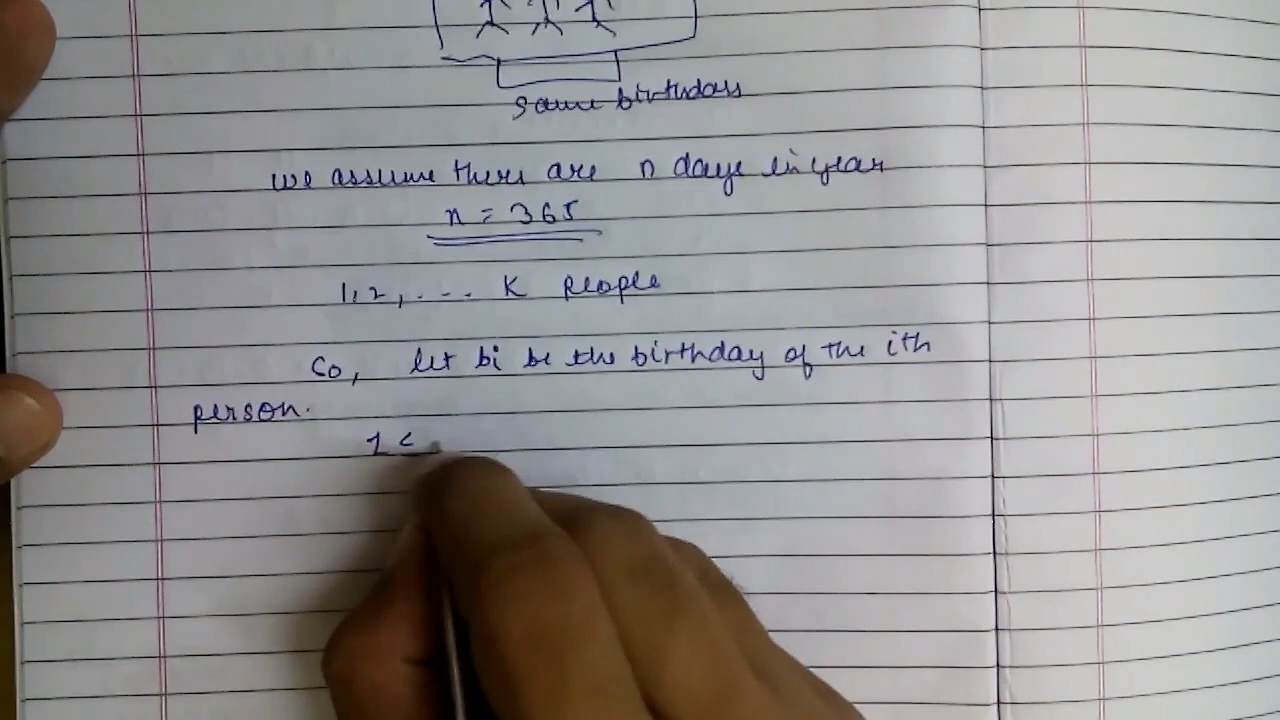 same birthdays
we assume there are n days in year
n = 365
1,2, .... K people
So, let bi be the birthday of the ith
person.
1 <